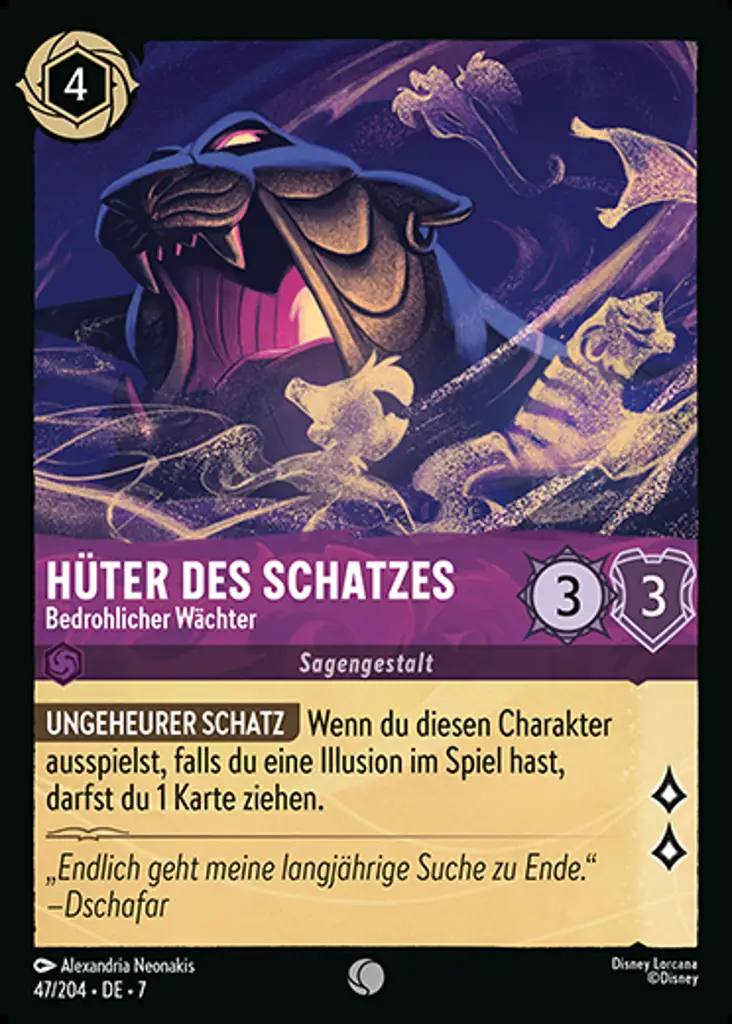 4
HÜTER DES SCHATZES
Bedrohlicher Wächter
3
3
Sagengestalt
UNGEHEURER SCHATZ Wenn du diesen Charakter
ausspielst, falls du eine Illusion im Spiel hast,
darfst du 1 Karte ziehen.
„Endlich geht meine langjährige Suche zu Ende.“
–Dschafar
Alexandria Neonakis
47/204 • DE • 7
Disney Lorcana
©Disney